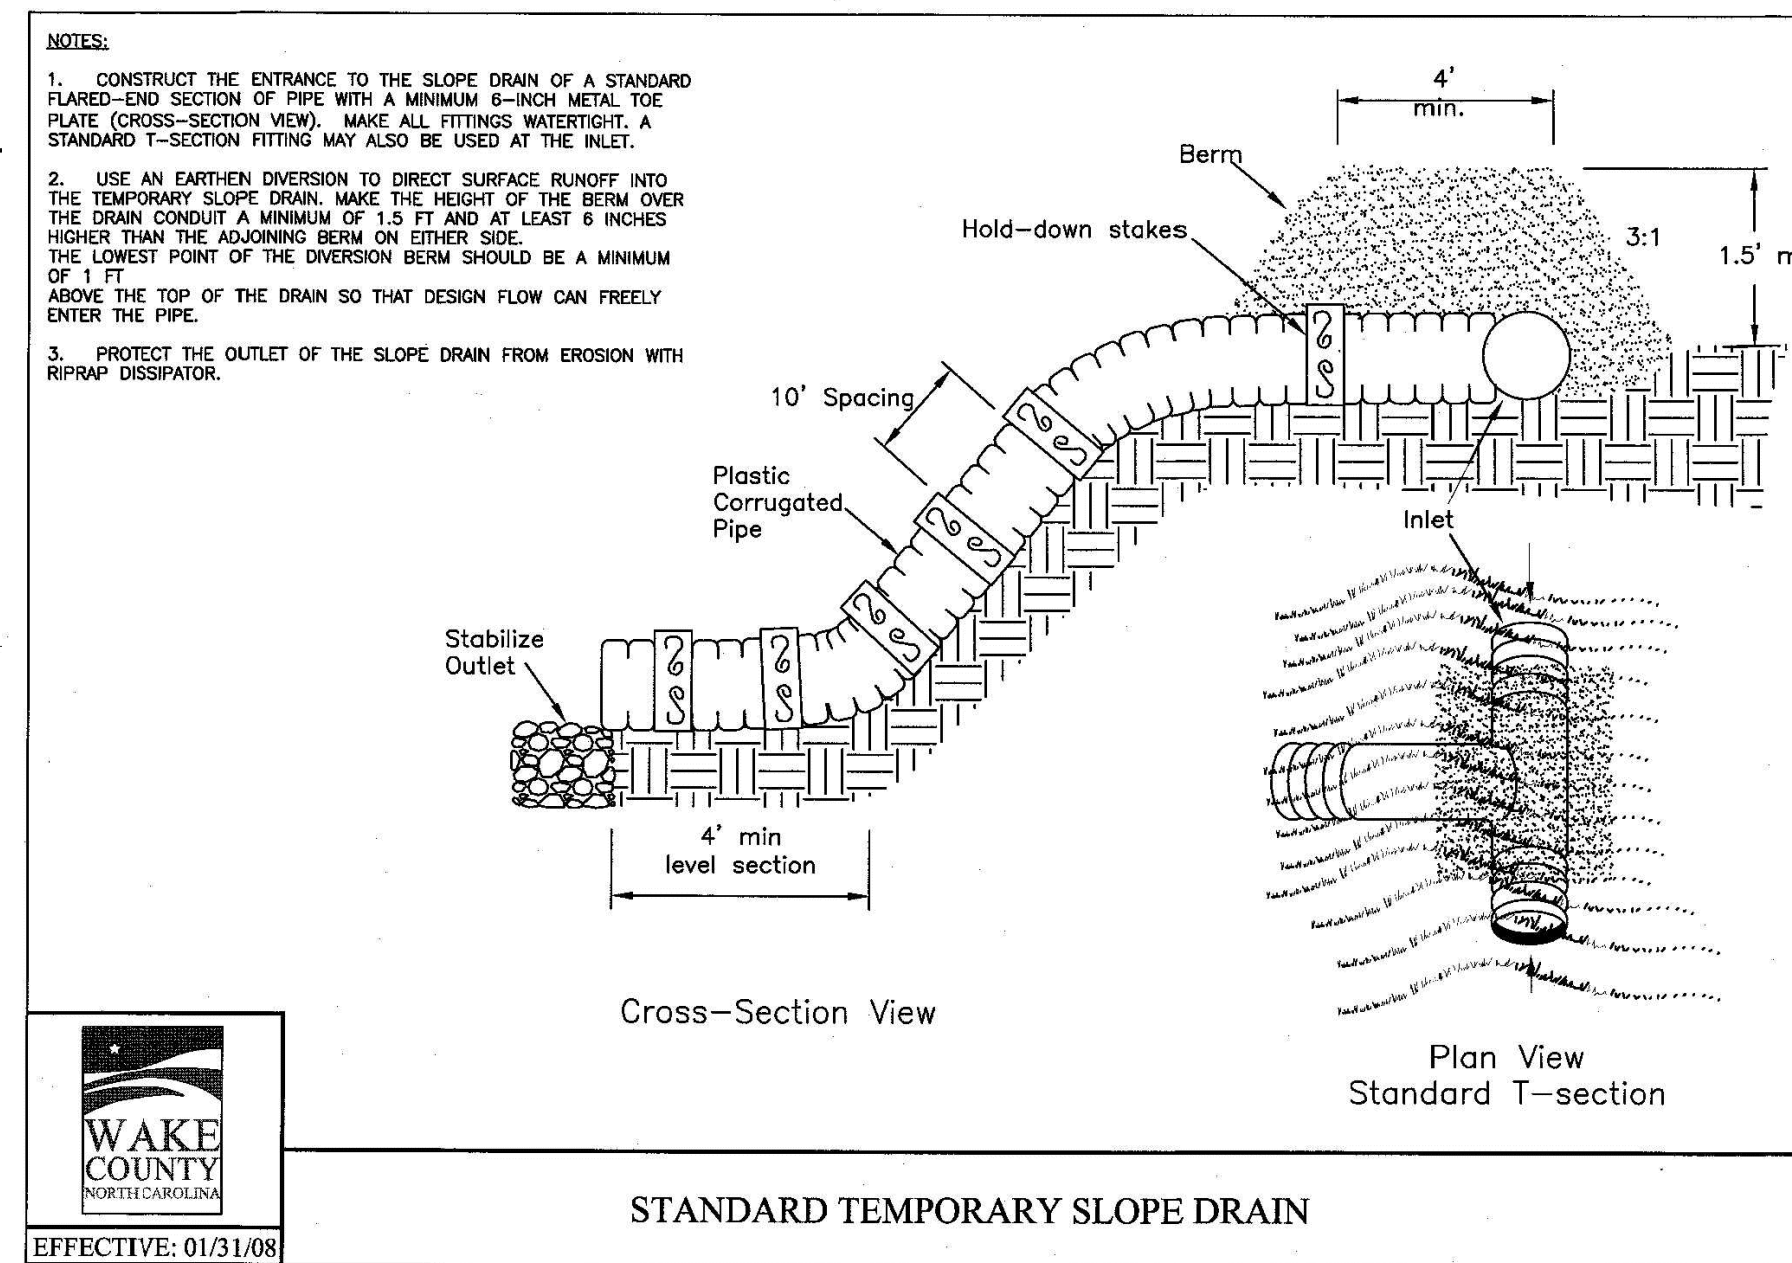 NOTES:
1. CONSTRUCT THE ENTRANCE TO THE SLOPE DRAIN OF A STANDARD
FLARED-END SECTION OF PIPE WITH A MINIMUM 6-INCH METAL TOE
PLATE (CROSS-SECTION VIEW). MAKE ALL FITTINGS WATERTIGHT. A
STANDARD T-SECTION FITTING MAY ALSO BE USED AT THE INLET.
2. USE AN EARTHEN DIVERSION TO DIRECT SURFACE RUNOFF INTO
THE TEMPORARY SLOPE DRAIN. MAKE THE HEIGHT OF THE BERM OVER
THE DRAIN CONDUIT A MINIMUM OF 1.5 FT AND AT LEAST 6 INCHES
HIGHER THAN THE ADJOINING BERM ON EITHER SIDE.
THE LOWEST POINT OF THE DIVERSION BERM SHOULD BE A MINIMUM
OF 1 FT
ABOVE THE TOP OF THE DRAIN SO THAT DESIGN FLOW CAN FREELY
ENTER THE PIPE.
3. PROTECT THE OUTLET OF THE SLOPE DRAIN FROM EROSION WITH
RIPRAP DISSIPATOR.
4'
min.
Berm
Hold-down stakes
3:1
1.5' m
10' Spacing
Plastic
Corrugated
Pipe
Inlet
Stabilize
Outlet
4' min
level section
Cross-Section View
Plan View
Standard T-section
WAKE
COUNTY
NORTH CAROLINA
EFFECTIVE: 01/31/08
STANDARD TEMPORARY SLOPE DRAIN